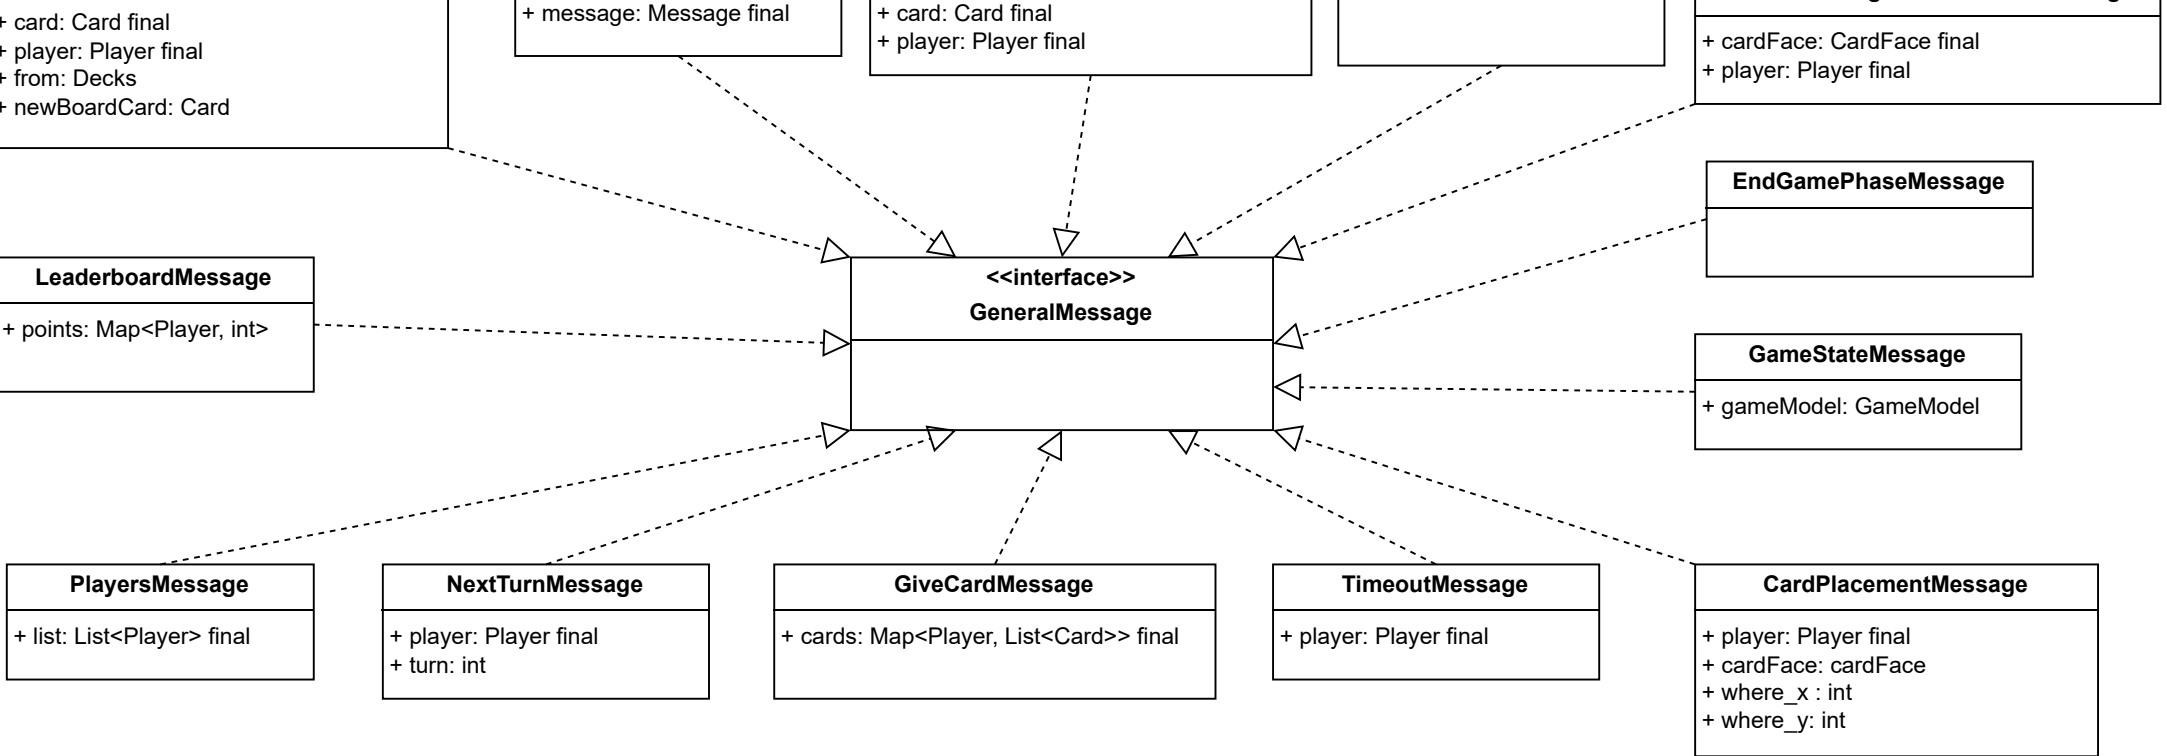 + card: Card final
+ player: Player final
+ from: Decks
+ newBoardCard: Card
+ message: Message final
+ card: Card final
+ player: Player final
+ cardFace: CardFace final
+ player: Player final
EndGamePhaseMessage
LeaderboardMessage
+ points: Map<Player, int>
<<interface>>
GeneralMessage
GameStateMessage
+ gameModel: GameModel
PlayersMessage
+ list: List<Player> final
NextTurnMessage
+ player: Player final
+ turn: int
GiveCardMessage
+ cards: Map<Player, List<Card>> final
TimeoutMessage
+ player: Player final
CardPlacementMessage
+ player: Player final
+ cardFace: cardFace
+ where_x : int
+ where_y: int